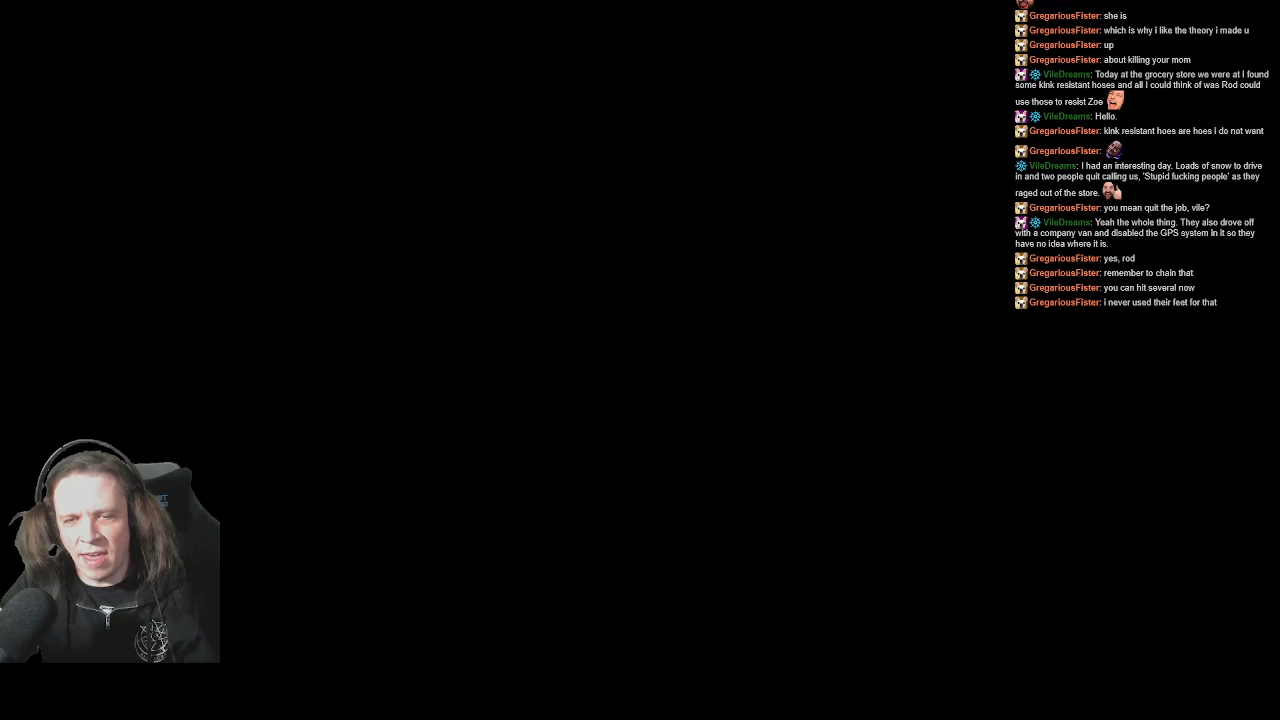 GregariousFister: she is
GregariousFister: which is why i like the theory i made u
GregariousFister: up
GregariousFister: about killing your mom
VileDreams: Today at the grocery store we were at I found
some kink resistant hoses and all I could think of was Rod could
use those to resist Zoe
VileDreams: Hello.
GregariousFister: kink resistant hoes are hoes i do not want
GregariousFister:
VileDreams: I had an interesting day. Loads of snow to drive
in and two people quit calling us, 'Stupid fucking people' as they
raged out of the store.
GregariousFister: you mean quit the job, vile?
VileDreams: Yeah the whole thing. They also drove off
with a company van and disabled the GPS system in it so they
have no idea where it is.
GregariousFister: yes, rod
GregariousFister: remember to chain that
GregariousFister: you can hit several now
GregariousFister: i never used their feet for that